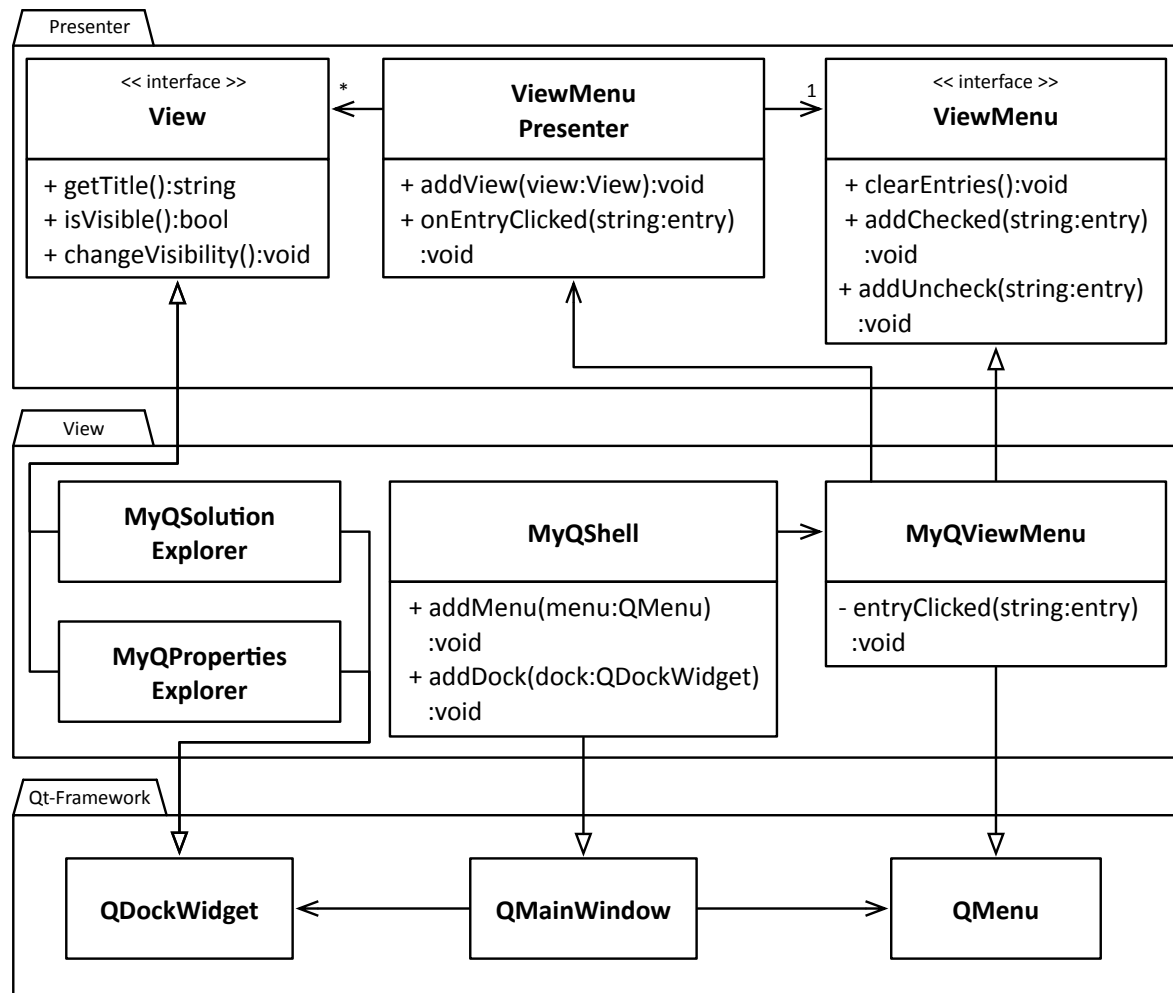 Presenter
<< interface >>
View
+ getTitle():string
+ isVisible():bool
+ changeVisibility():void
*
ViewMenu
Presenter
+ addView(view:View):void
+ onEntryClicked(string:entry)
:void
1
<< interface >>
ViewMenu
+ clearEntries():void
+ addChecked(string:entry)
:void
+ addUncheck(string:entry)
:void
View
MyQSolution
Explorer
MyQProperties
Explorer
MyQShell
+ addMenu(menu:QMenu)
:void
+ addDock(dock:QDockWidget)
:void
MyQViewMenu
- entryClicked(string:entry)
:void
Qt-Framework
QDockWidget
QMainWindow
QMenu